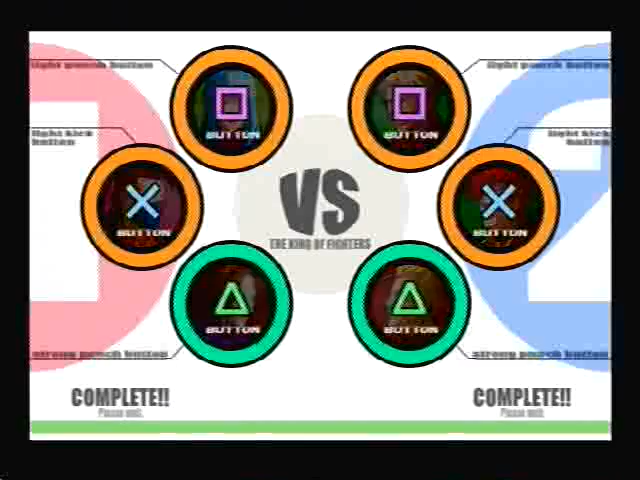 light punch button
light punch button
BUTTON
BUTTON
light kick
button
light kick
button
VS
THE KING OF FIGHTERS
BUTTON
BUTTON
BUTTON
BUTTON
strong punch button
strong punch button
COMPLETE!!
Please wait.
COMPLETE!!
Please wait.